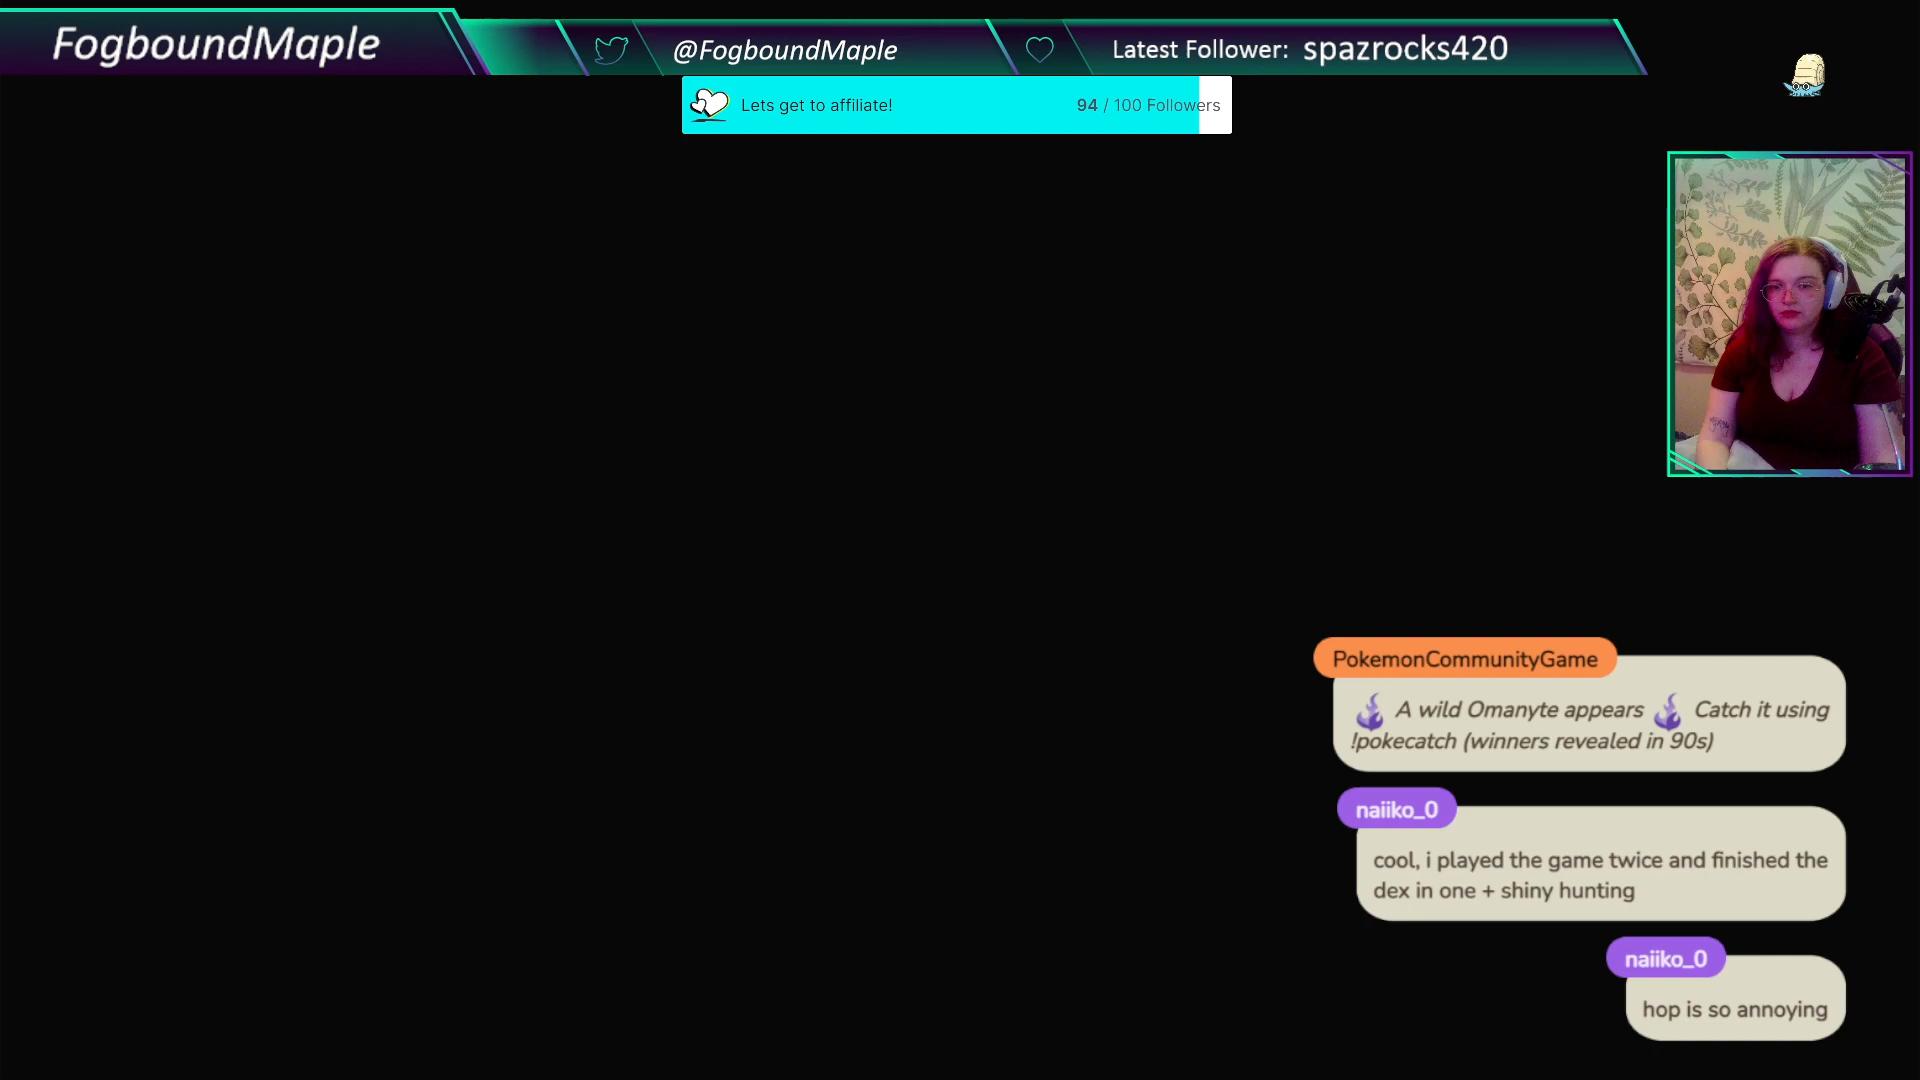 FogboundMaple
@FogboundMaple
Latest Follower: spazrocks420
Lets get to affiliate!
94 / 100 Followers
PokemonCommunityGame
A wild Omanyte appears Catch it using
!pokecatch (winners revealed in 90s)
naiiko_0
cool, i played the game twice and finished the
dex in one + shiny hunting
naiiko_0
hop is so annoying